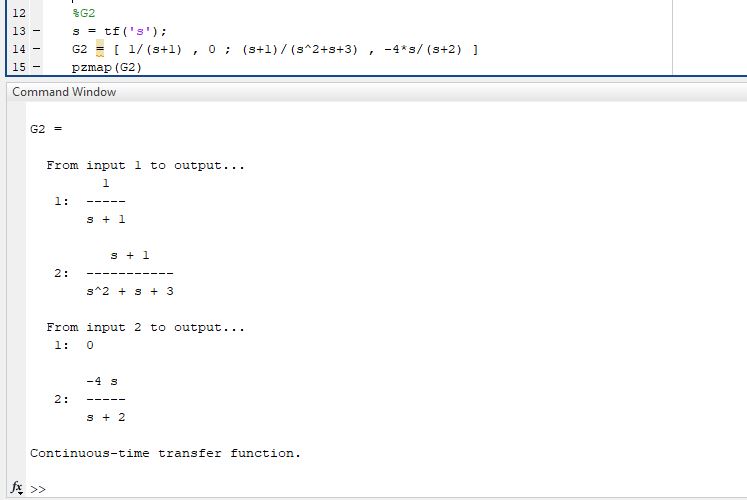 12 %G2
13 – s = tf('s');
14 – G2 = [ 1/(s+1) , 0 ; (s+1)/(s^2+s+3) , -4*s/(s+2) ]
15 – pzmap(G2)
Command Window
G2 =
From input 1 to output...
1
1: -----
s + 1
s + 1
2: -----------
s^2 + s + 3
From input 2 to output...
1: 0
-4 s
2: -----
s + 2
Continuous-time transfer function.
fx >>